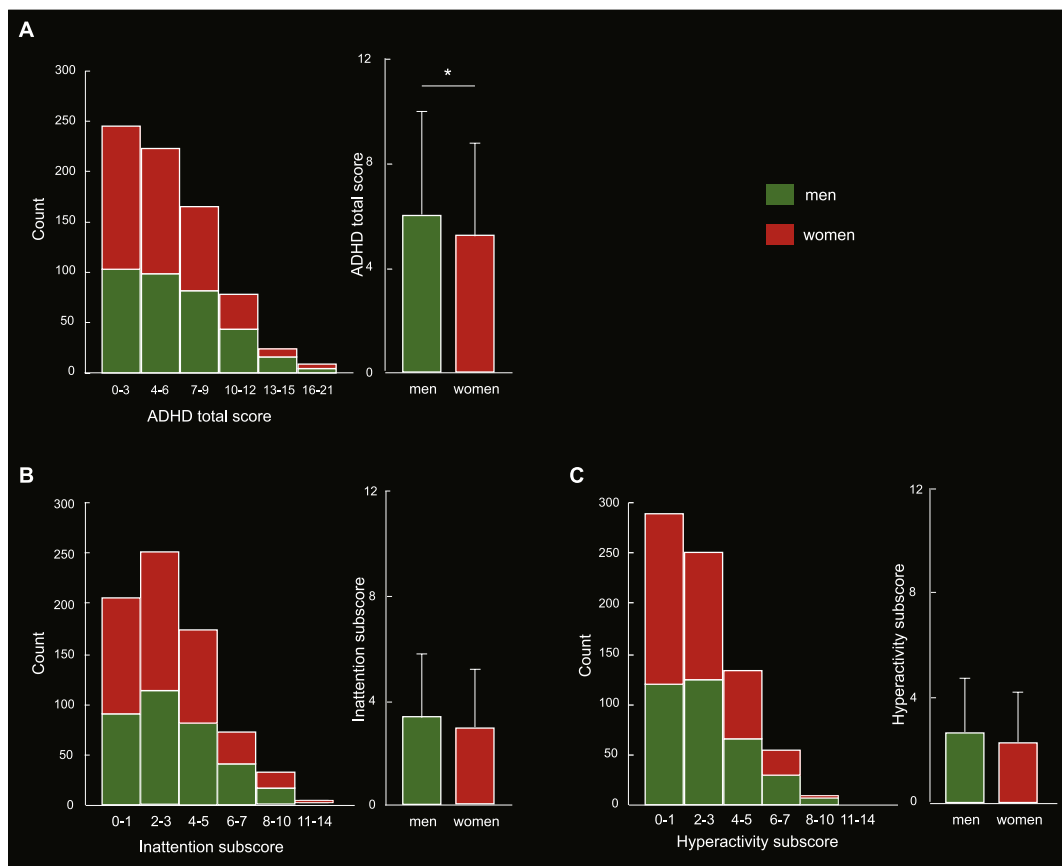 A
300
250
200
150
100
50
0
Count
0-3 4-6 7-9 10-12 13-15 16-21
ADHD total score
12
8
4
0
ADHD total score
*
men women
men
women
B
300
250
200
150
100
50
0
Count
0-1 2-3 4-5 6-7 8-10 11-14
Inattention subscore
12
8
4
0
Inattention subscore
men women
C
300
250
200
150
100
50
0
Count
0-1 2-3 4-5 6-7 8-10 11-14
Hyperactivity subscore
12
8
4
0
Hyperactivity subscore
men women